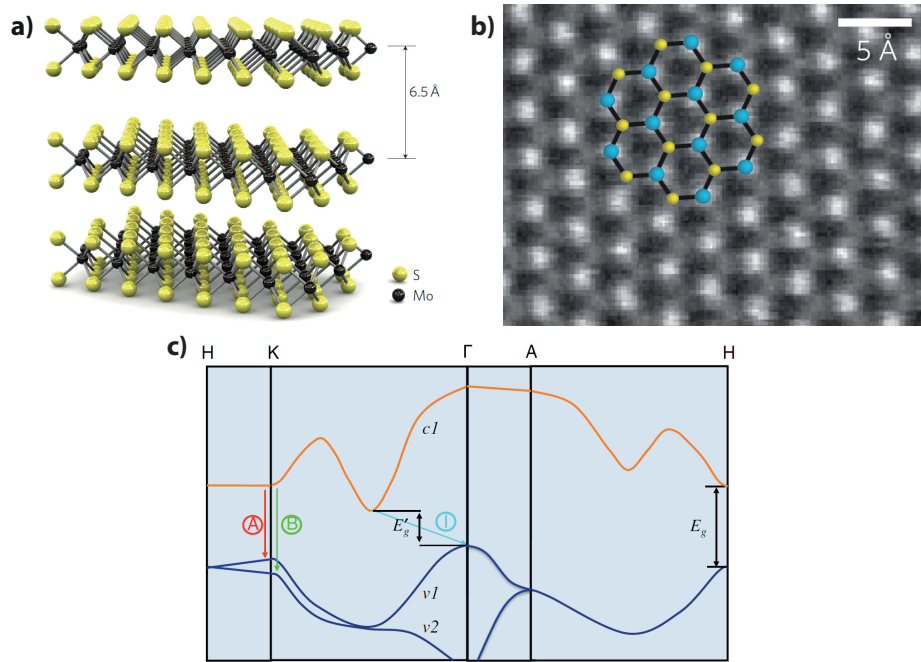 a)
6.5 Å
S
Mo
b)
5 Å
c)
H K Γ A H
c1
A B E′g I Eg
v1
v2